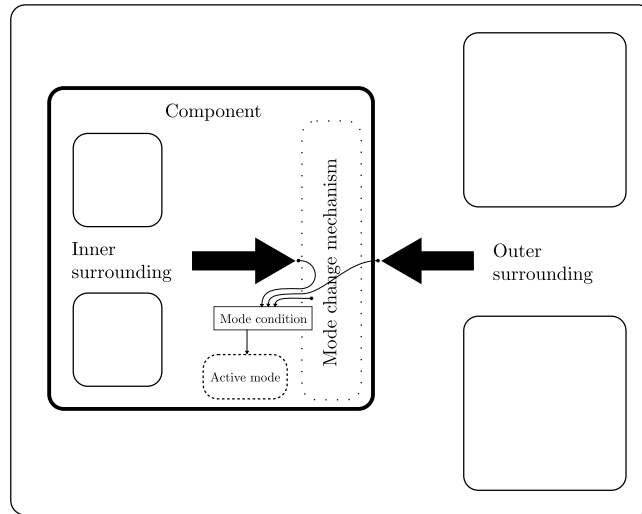 Component
Inner
surrounding
Mode change mechanism
Outer
surrounding
Mode condition
Active mode